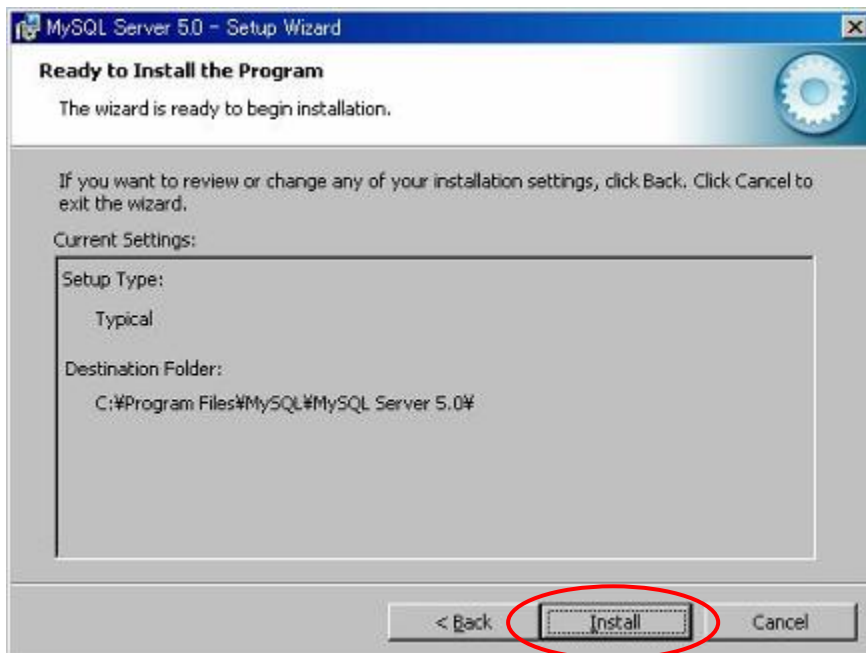 MySQL Server 5.0 - Setup Wizard
Ready to Install the Program
The wizard is ready to begin installation.
If you want to review or change any of your installation settings, click Back. Click Cancel to
exit the wizard.
Current Settings:
Setup Type:
Typical
Destination Folder:
C:¥Program Files¥MySQL¥MySQL Server 5.0¥
< Back
Install
Cancel